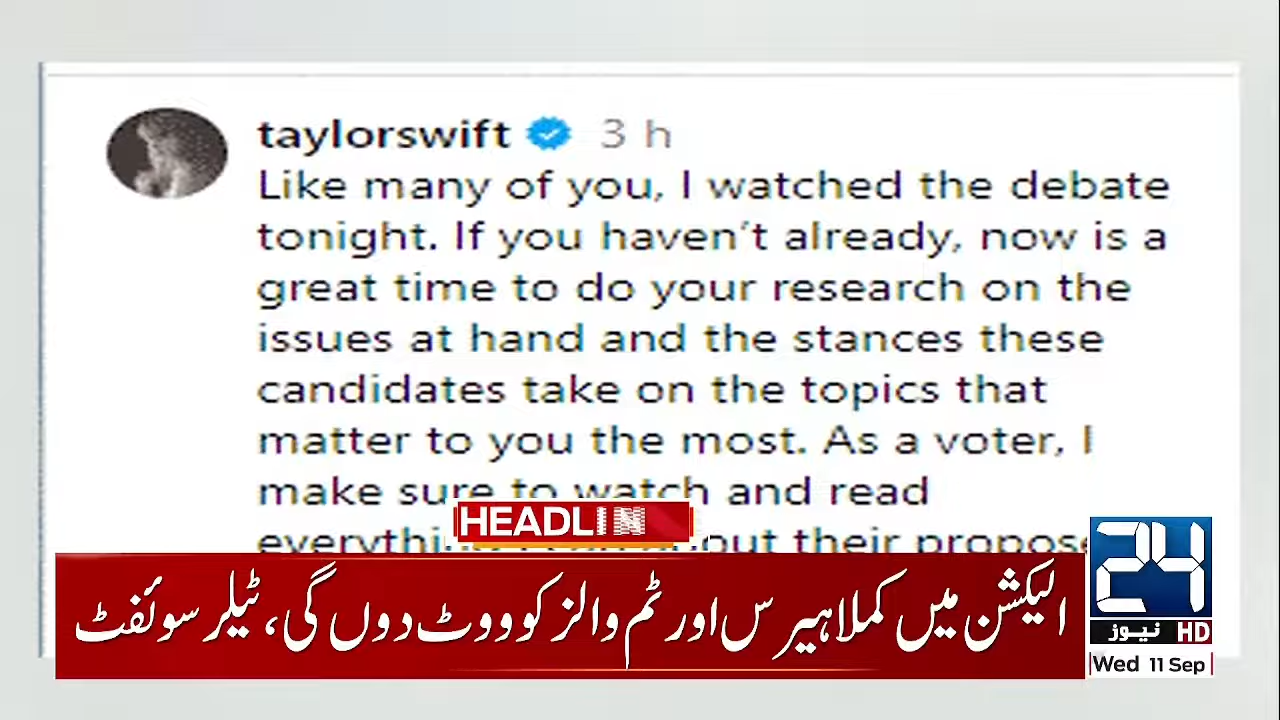 taylorswift 3 h
Like many of you, I watched the debate
tonight. If you haven't already, now is a
great time to do your research on the
issues at hand and the stances these
candidates take on the topics that
matter to you the most. As a voter, I
make sure to watch and read
about their
HEADLIN
الیکشن میں کملا ہیرس اور ٹم والز کو ووٹ دوں گی، ٹیلر سوئفٹ
24
نیوز HD
Wed 11 Sep